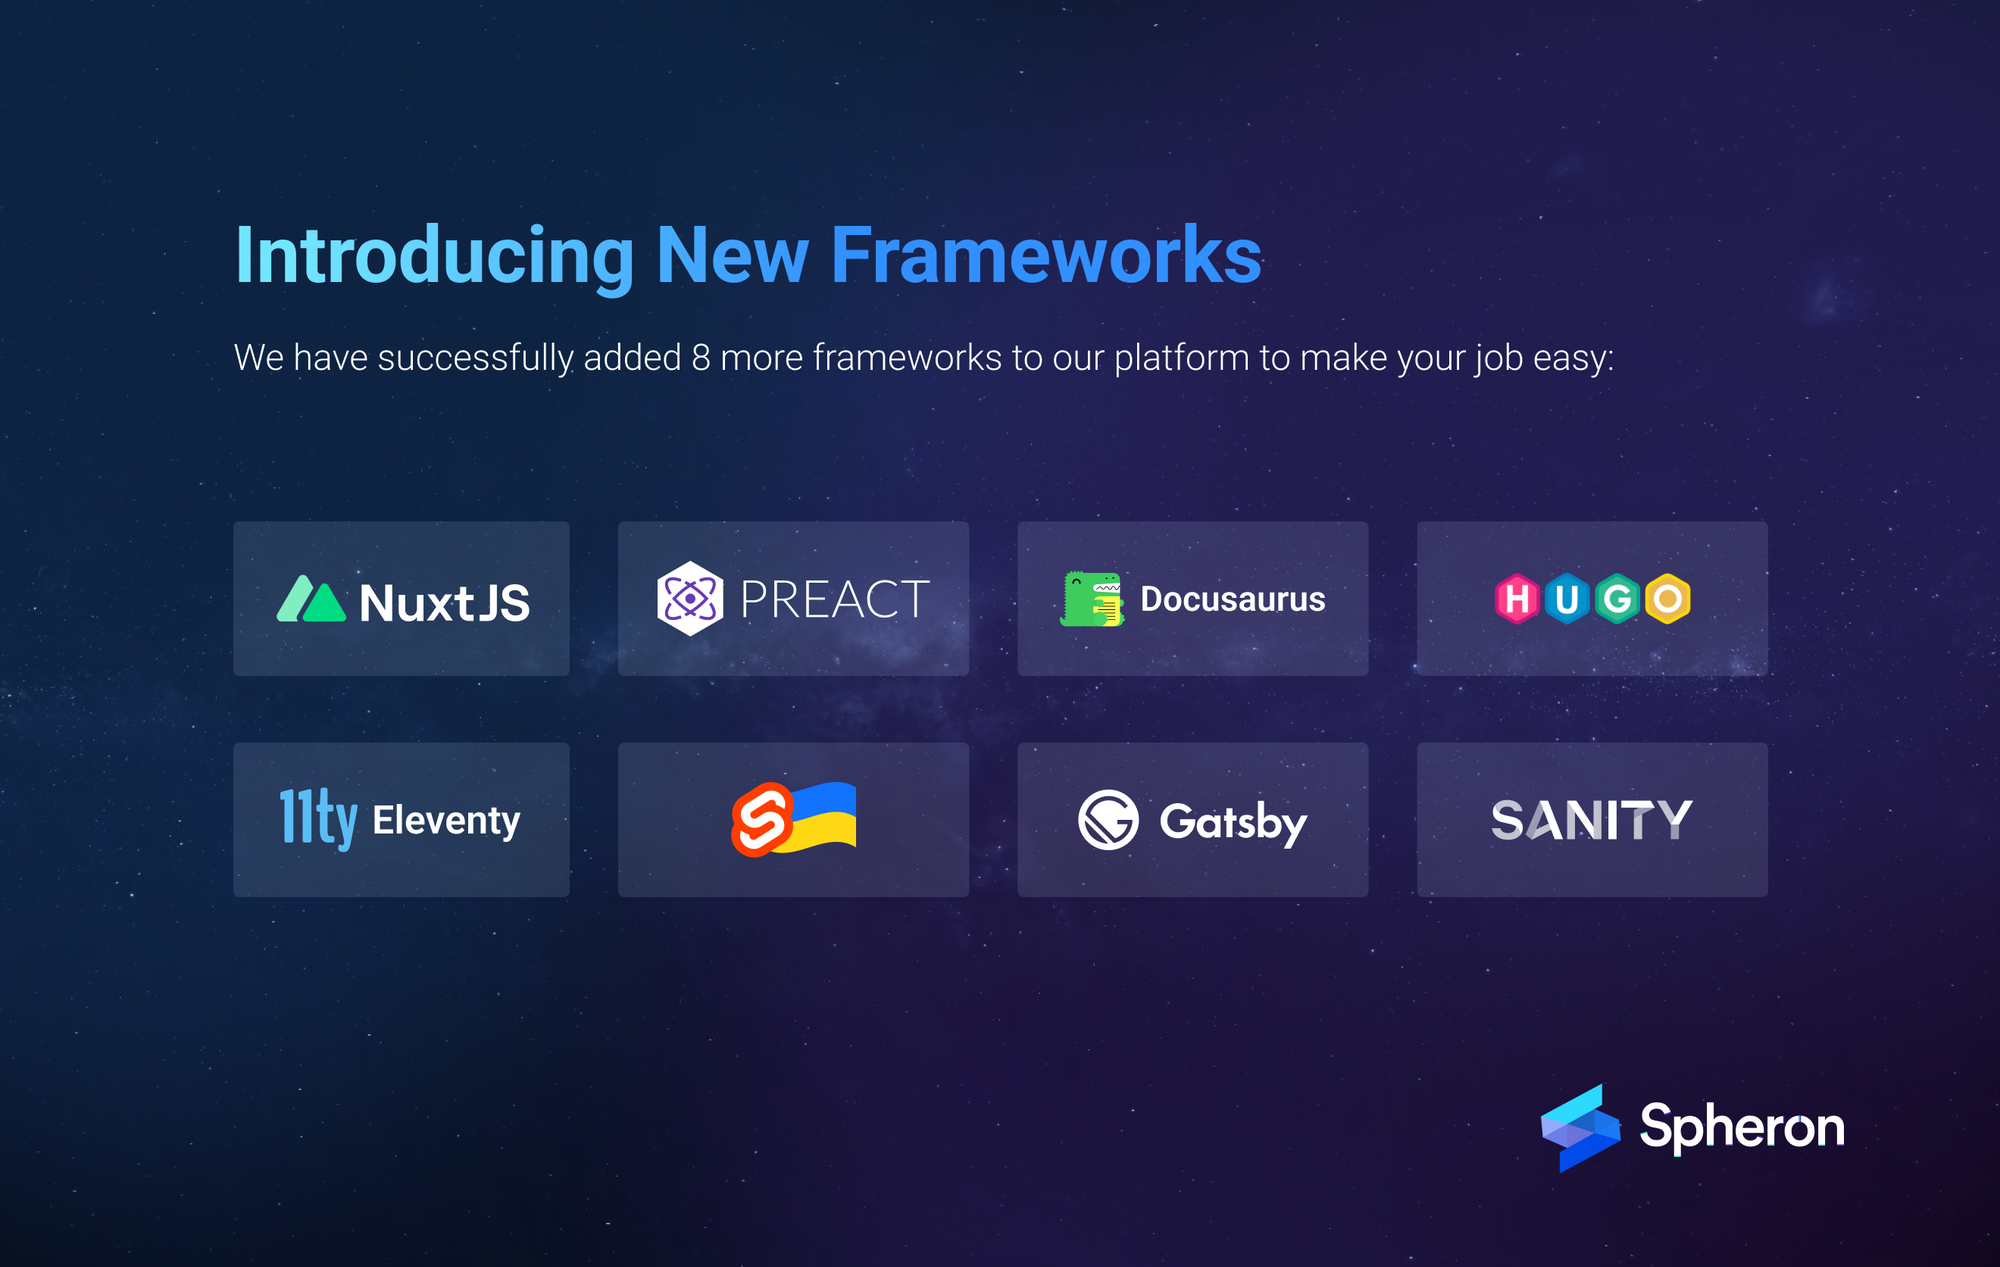 Introducing New Frameworks
We have successfully added 8 more frameworks to our platform to make your job easy:
NuxtJS
PREACT
Docusaurus
HUGO
11ty Eleventy
Gatsby
SANITY
Spheron